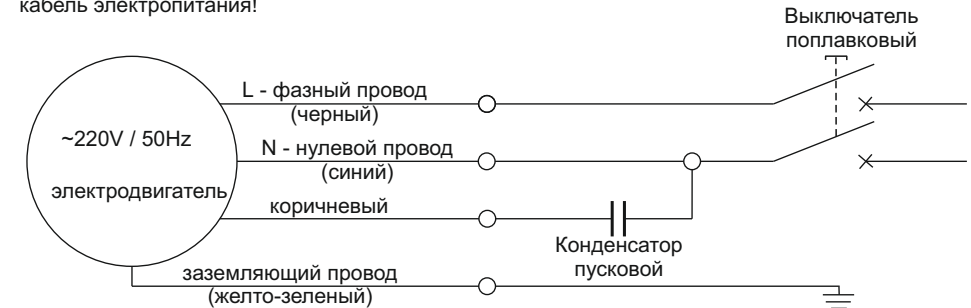 кабель электропитания!
Выключатель
поплавковый
L - фазный провод
(черный)
~220V / 50Hz
N - нулевой провод
(синий)
электродвигатель
коричневый
Конденсатор
пусковой
заземляющий провод
(желто-зеленый)